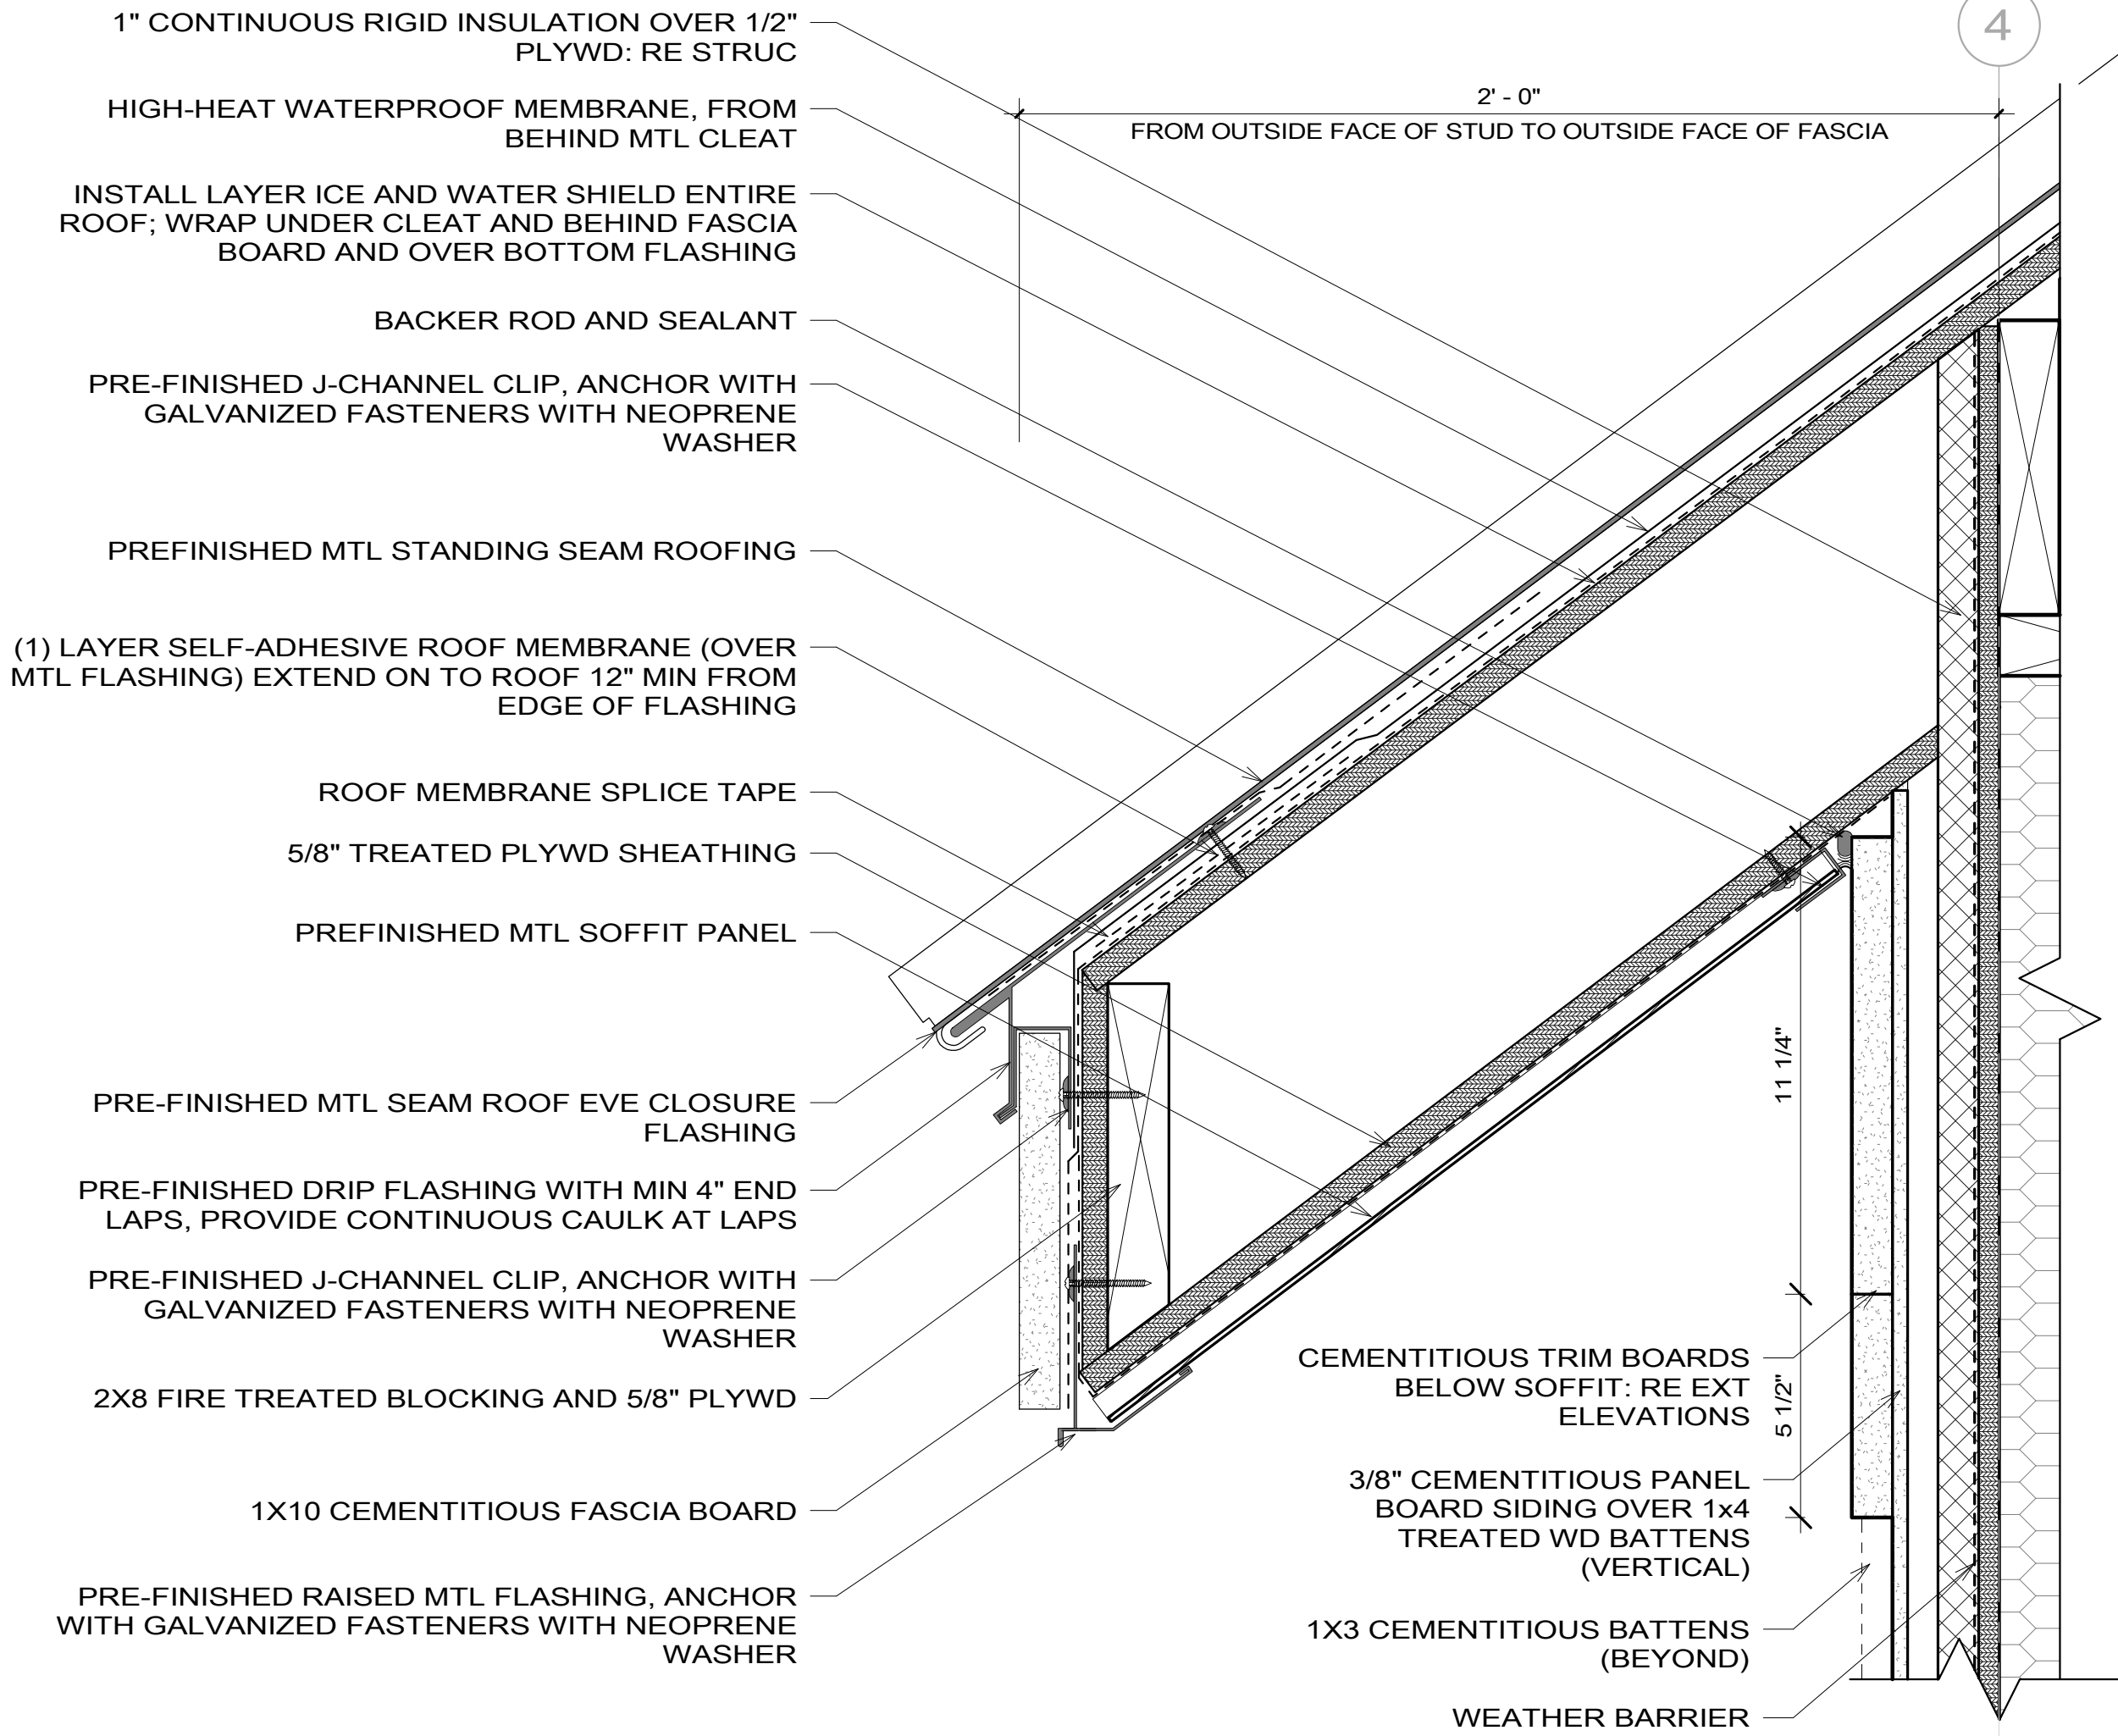 1" CONTINUOUS RIGID INSULATION OVER 1/2"
PLYWD: RE STRUC
HIGH-HEAT WATERPROOF MEMBRANE, FROM
BEHIND MTL CLEAT
INSTALL LAYER ICE AND WATER SHIELD ENTIRE
ROOF; WRAP UNDER CLEAT AND BEHIND FASCIA
BOARD AND OVER BOTTOM FLASHING
BACKER ROD AND SEALANT
PRE-FINISHED J-CHANNEL CLIP, ANCHOR WITH
GALVANIZED FASTENERS WITH NEOPRENE
WASHER
PREFINISHED MTL STANDING SEAM ROOFING
(1) LAYER SELF-ADHESIVE ROOF MEMBRANE (OVER
MTL FLASHING) EXTEND ON TO ROOF 12" MIN FROM
EDGE OF FLASHING
ROOF MEMBRANE SPLICE TAPE
5/8" TREATED PLYWD SHEATHING
PREFINISHED MTL SOFFIT PANEL
PRE-FINISHED MTL SEAM ROOF EVE CLOSURE
FLASHING
PRE-FINISHED DRIP FLASHING WITH MIN 4" END
LAPS, PROVIDE CONTINUOUS CAULK AT LAPS
PRE-FINISHED J-CHANNEL CLIP, ANCHOR WITH
GALVANIZED FASTENERS WITH NEOPRENE
WASHER
2X8 FIRE TREATED BLOCKING AND 5/8" PLYWD
1X10 CEMENTITIOUS FASCIA BOARD
PRE-FINISHED RAISED MTL FLASHING, ANCHOR
WITH GALVANIZED FASTENERS WITH NEOPRENE
WASHER
4
2' - 0"
FROM OUTSIDE FACE OF STUD TO OUTSIDE FACE OF FASCIA
11 1/4"
5 1/2"
CEMENTITIOUS TRIM BOARDS
BELOW SOFFIT: RE EXT
ELEVATIONS
3/8" CEMENTITIOUS PANEL
BOARD SIDING OVER 1x4
TREATED WD BATTENS
(VERTICAL)
1X3 CEMENTITIOUS BATTENS
(BEYOND)
WEATHER BARRIER